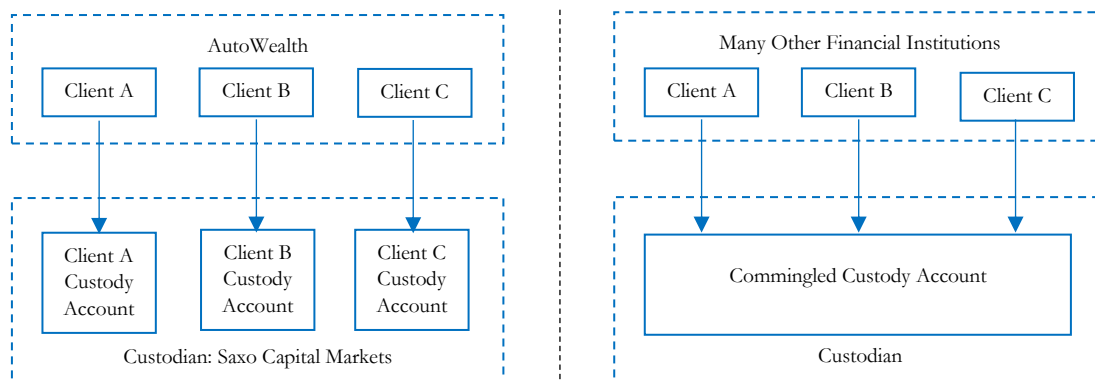 AutoWealth
Client A
Client B
Client C
Client A
Custody
Account
Client B
Custody
Account
Client C
Custody
Account
Custodian: Saxo Capital Markets
Many Other Financial Institutions
Client A
Client B
Client C
Commingled Custody Account
Custodian